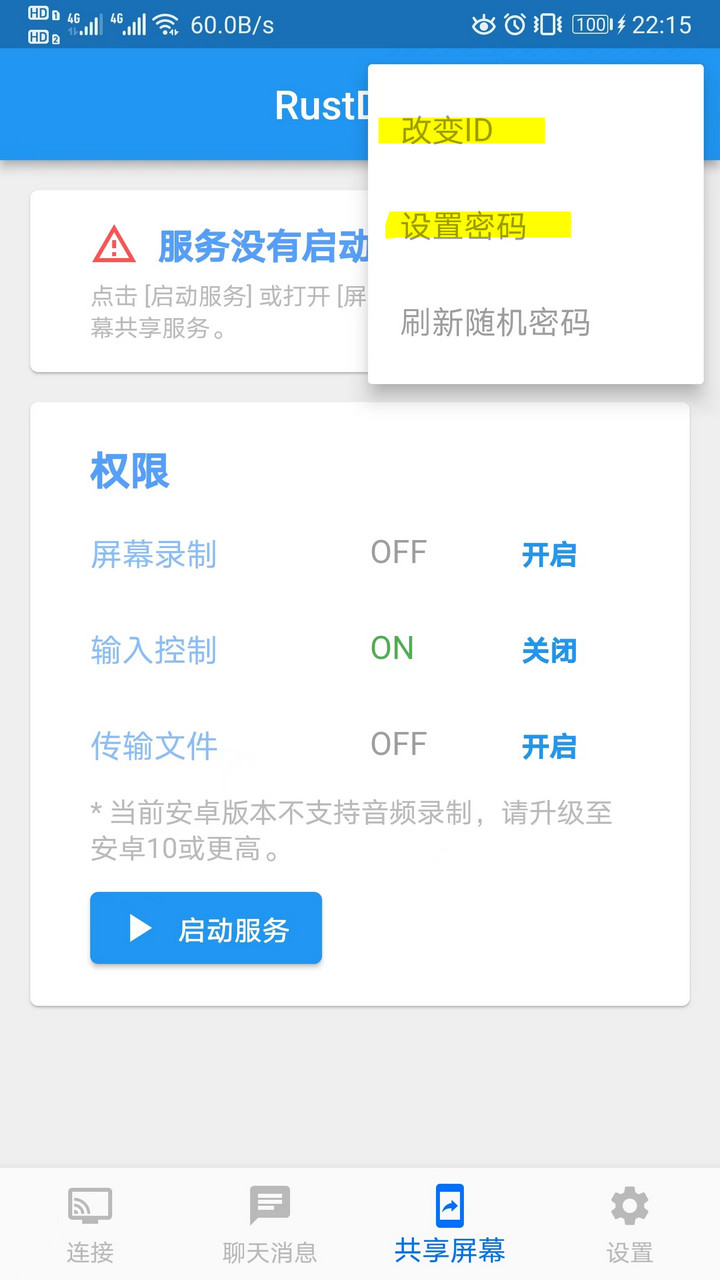 HD 1
HD 2
4G
4G
60.0B/s
100
22:15
RustD
改变ID
设置密码
刷新随机密码
服务没有启动
点击 [启动服务] 或打开 [屏
幕共享服务。
权限
屏幕录制 OFF 开启
输入控制 ON 关闭
传输文件 OFF 开启
* 当前安卓版本不支持音频录制，请升级至
安卓10或更高。
启动服务
连接 聊天消息 共享屏幕 设置